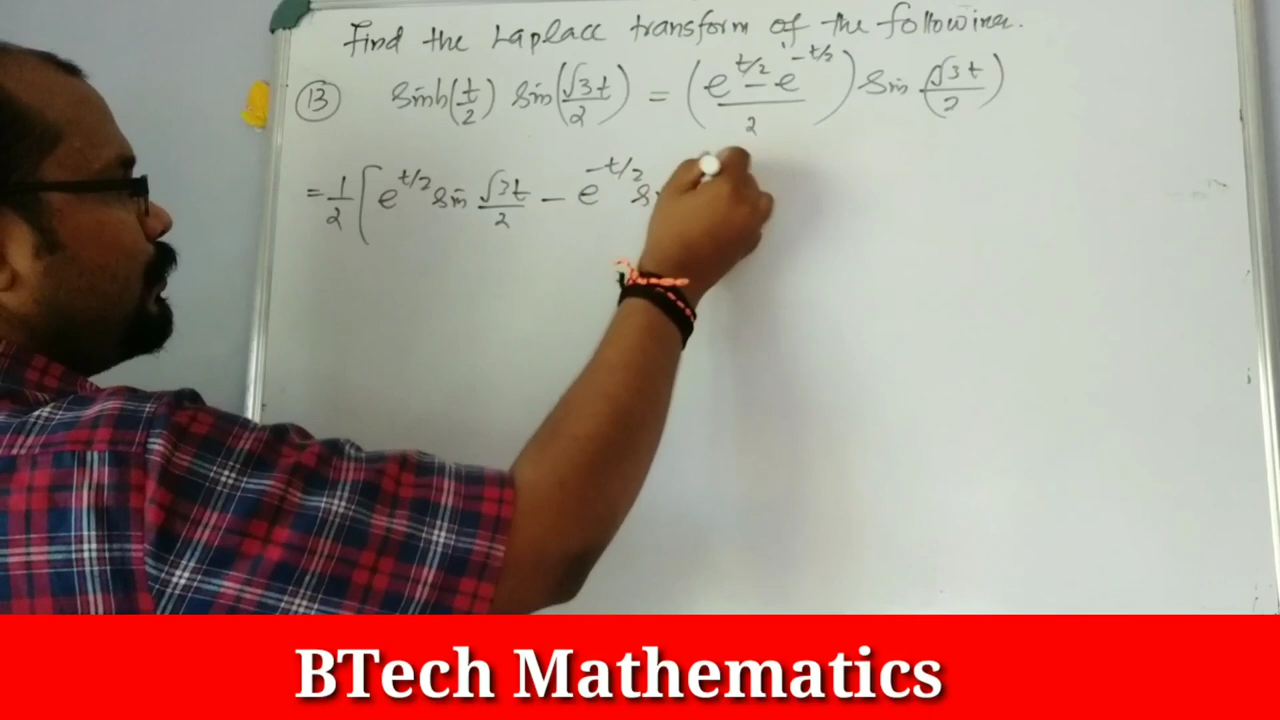 Find the Laplace transform of the following.
(13) sinh(t/2) sin(√3t/2) = (e^{t/2} - e^{-t/2} / 2) sin (√3t/2)
= 1/2 [e^{t/2} sin √3t/2 - e^{-t/2} s
BTech Mathematics